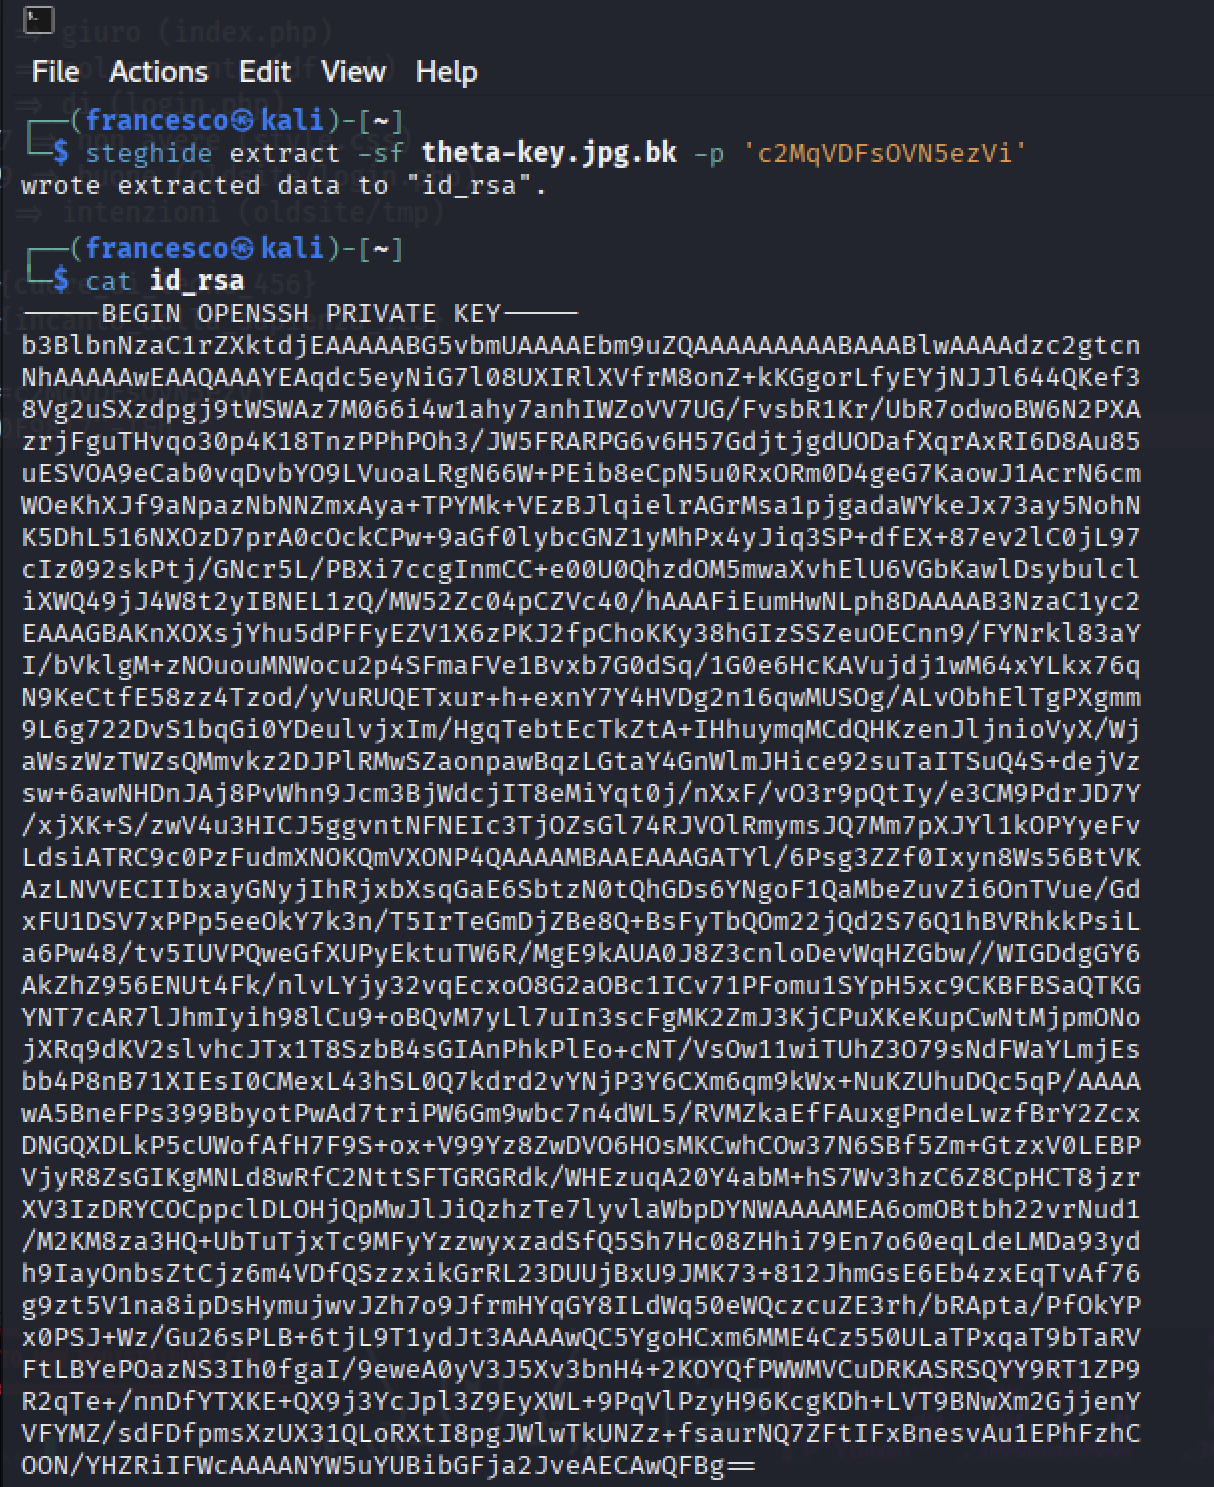 File Actions Edit View Help
┌──(francesco㉿kali)-[~]
└─$ steghide extract -sf theta-key.jpg.bk -p 'c2MqVDFsOVN5ezVi'
wrote extracted data to "id_rsa".
┌──(francesco㉿kali)-[~]
└─$ cat id_rsa
-----BEGIN OPENSSH PRIVATE KEY-----
b3BlbnNzaC1rZXktdjEAAAAABG5vbmUAAAAEbm9uZQAAAAAAAAABAAABlwAAAAdzc2gtcn
NhAAAAAwEAAQAAAYEAqdc5eyNiG7l08UXIRlXVfrM8onZ+kKGgorLfyEYjNJJl644QKef3
8Vg2uSXzdpgj9tWSWAz7M066i4w1ahy7anhIWZoVV7UG/FvsbR1Kr/UbR7odwoBW6N2PXA
zrjFguTHvqo30p4K18TnzPPhPOh3/JW5FRARPG6v6H57GdjtjgdUODafXqrAxRI6D8Au85
uESVOA9eCab0vqDvbYO9LVuoaLRgN66W+PEib8eCpN5u0RxORm0D4geG7KaowJ1AcrN6cm
WOeKhXJf9aNpazNbNNZmxAya+TPYMk+VEzBJlqielrAGrMsa1pjgadaWYkeJx73ay5NohN
K5DhL516NXOzD7prA0cOckCPw+9aGf0lybcGNZ1yMhPx4yJiq3SP+dfEX+87ev2lC0jL97
cIz092skPtj/GNcr5L/PBXi7ccgInmCC+e00U0QhzdOM5mwaXvhElU6VGbKawlDsybulcl
iXWQ49jJ4W8t2yIBNEL1zQ/MW52Zc04pCZVc40/hAAAFiEumHwNLph8DAAAAB3NzaC1yc2
EAAAGBAKnXOXsjYhu5dPFFyEZV1X6zPKJ2fpChoKKy38hGIzSSZeuOECnn9/FYNrkl83aY
I/bVklgM+zNOuouMNWocu2p4SFmaFVe1Bvxb7G0dSq/1G0e6HcKAVujdj1wM64xYLkx76q
N9KeCtfE58zz4Tzod/yVuRUQETxur+h+exnY7Y4HVDg2n16qwMUSOg/ALvObhElTgPXgmm
9L6g722DvS1bqGi0YDeulvjxIm/HgqTebtEcTkZtA+IHhuymqMCdQHKzenJljnioVyX/Wj
aWszWzTWZsQMmvkz2DJPlRMwSZaonpawBqzLGtaY4GnWlmJHice92suTaITSuQ4S+dejVz
sw+6awNHDnJAj8PvWhn9Jcm3BjWdcjIT8eMiYqt0j/nXxF/vO3r9pQtIy/e3CM9PdrJD7Y
/xjXK+S/zwV4u3HICJ5ggvntNFNEIc3TjOZsGl74RJVOlRmymsJQ7Mm7pXJYl1kOPYyeFv
LdsiATRC9c0PzFudmXNOKQmVXONP4QAAAAMBAAEAAAGATYl/6Psg3ZZf0Ixyn8Ws56BtVK
AzLNVVECIIbxayGNyjIhRjxbXsqGaE6SbtzN0tQhGDs6YNgoF1QaMbeZuvZi6OnTVue/Gd
xFU1DSV7xPPp5eeOkY7k3n/T5IrTeGmDjZBe8Q+BsFyTbQOm22jQd2S76Q1hBVRhkkPsiL
a6Pw48/tv5IUVPQweGfXUPyEktuTW6R/MgE9kAUA0J8Z3cnloDevWqHZGbw//WIGDdgGY6
AkZhZ956ENUt4Fk/nlvLYjy32vqEcxoO8G2aOBc1ICv71PFomu1SYpH5xc9CKBFBSaQTKG
YNT7cAR7lJhmIyih98lCu9+oBQvM7yLl7uIn3scFgMK2ZmJ3KjCPuXKeKupCwNtMjpmONo
jXRq9dKV2slvhcJTx1T8SzbB4sGIAnPhkPlEo+cNT/VsOw11wiTUhZ3O79sNdFWaYLmjEs
bb4P8nB71XIEsI0CMexL43hSL0Q7kdrd2vYNjP3Y6CXm6qm9kWx+NuKZUhuDQc5qP/AAAA
wA5BneFPs399BbyotPwAd7triPW6Gm9wbc7n4dWL5/RVMZkaEfFAuxgPndeLwzfBrY2Zcx
DNGQXDLkP5cUWofAfH7F9S+ox+V99Yz8ZwDVO6HOsMKCwhCOw37N6SBf5Zm+GtzxV0LEBP
VjyR8ZsGIKgMNLd8wRfC2NttSFTGRGRdk/WHEzuqA20Y4abM+hS7Wv3hzC6Z8CpHCT8jzr
XV3IzDRYCOCppclDLOHjQpMwJlJiQzhzTe7lyvlaWbpDYNWAAAAMEA6omOBtbh22vrNud1
/M2KM8za3HQ+UbTuTjxTc9MFyYzzwyxzadSfQ5Sh7Hc08ZHhi79En7o60eqLdeLMDa93yd
h9IayOnbsZtCjz6m4VDfQSzzxikGrRL23DUUjBxU9JMK73+812JhmGsE6Eb4zxEqTvAf76
g9zt5V1na8ipDsHymujwvJZh7o9JfrmHYqGY8ILdWq50eWQczcuZE3rh/bRApta/PfOkYP
x0PSJ+Wz/Gu26sPLB+6tjL9T1ydJt3AAAAwQC5YgoHCxm6MME4Cz550ULaTPxqaT9bTaRV
FtLBYePOazNS3Ih0fgaI/9eweA0yV3J5Xv3bnH4+2KOYQfPWWMVCuDRKASRSQYY9RT1ZP9
R2qTe+/nnDfYTXKE+QX9j3YcJpl3Z9EyXWL+9PqVlPzyH96KcgKDh+LVT9BNwXm2GjjenY
VFYMZ/sdFDfpmsXzUX31QLoRXtI8pgJWlwTkUNZz+fsaurNQ7ZFtIFxBnesvAu1EPhFzhC
OON/YHZRiIFWcAAAANYW5uYUBibGFja2JveAECAwQFBg==